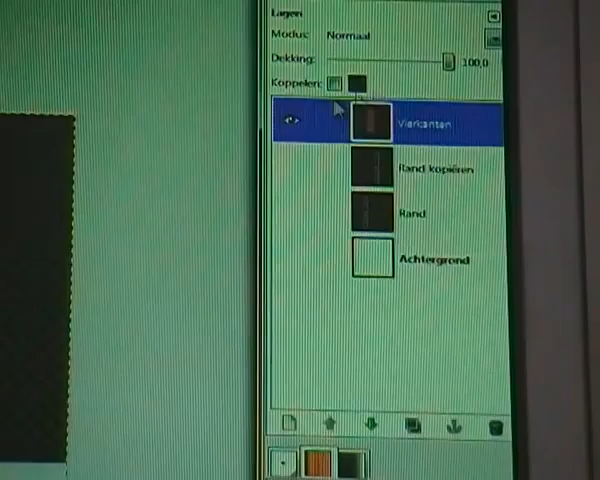 Lagen
Modus: Normaal
Dekking: 100,0
Koppelen:
Vierkanten
Rand kopiëren
Rand
Achtergrond